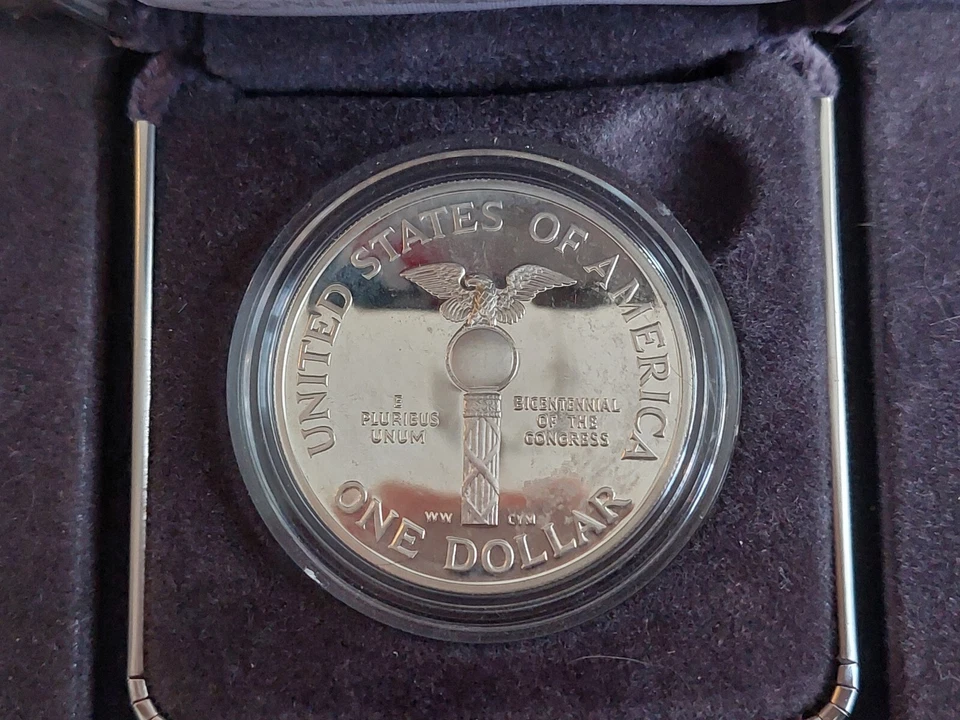 UNITED STATES OF AMERICA
E
PLURIBUS
UNUM
BICENTENNIAL
OF THE
CONGRESS
WW
CYM
ONE DOLLAR